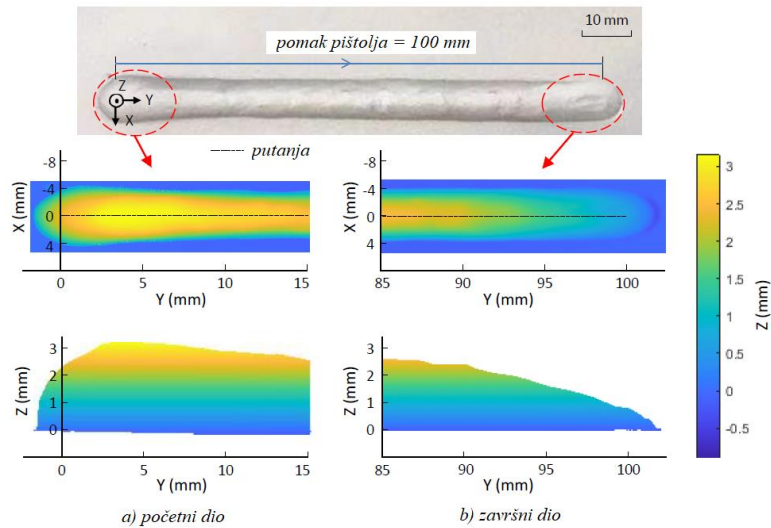 10 mm
pomak pištolja = 100 mm
Z
Y
X
putanja
-8
-4
0
4
X (mm)
0 5 10 15
Y (mm)
-8
-4
0
4
X (mm)
85 90 95 100
Y (mm)
3
2.5
2
1.5
1
0.5
0
-0.5
Z (mm)
3
2
1
0
Z (mm)
0 5 10 15
Y (mm)
3
2
1
0
Z (mm)
85 90 95 100
Y (mm)
a) početni dio
b) završni dio